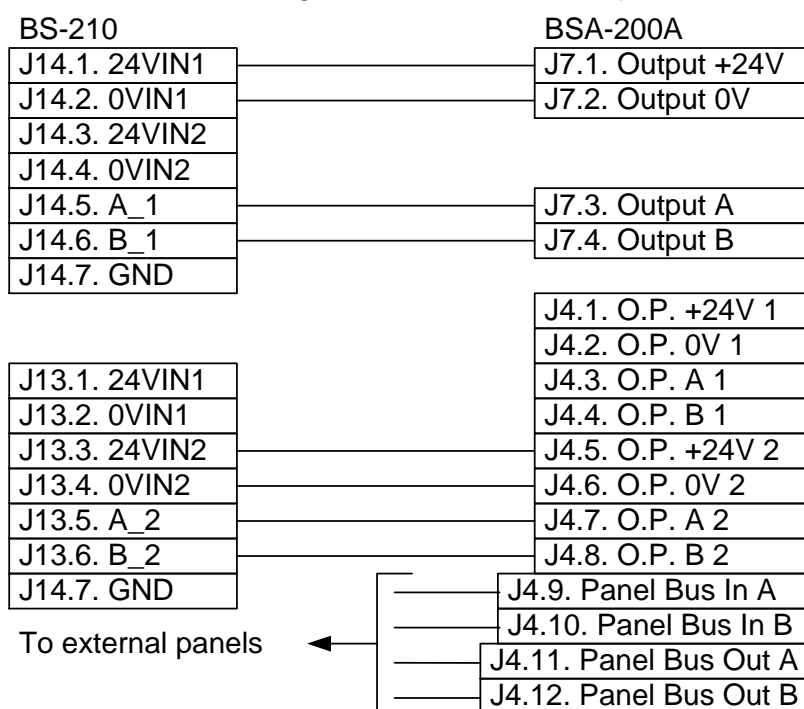 BS-210
J14.1. 24VIN1
J14.2. 0VIN1
J14.3. 24VIN2
J14.4. 0VIN2
J14.5. A_1
J14.6. B_1
J14.7. GND
J13.1. 24VIN1
J13.2. 0VIN1
J13.3. 24VIN2
J13.4. 0VIN2
J13.5. A_2
J13.6. B_2
J14.7. GND
To external panels
BSA-200A
J7.1. Output +24V
J7.2. Output 0V
J7.3. Output A
J7.4. Output B
J4.1. O.P. +24V 1
J4.2. O.P. 0V 1
J4.3. O.P. A 1
J4.4. O.P. B 1
J4.5. O.P. +24V 2
J4.6. O.P. 0V 2
J4.7. O.P. A 2
J4.8. O.P. B 2
J4.9. Panel Bus In A
J4.10. Panel Bus In B
J4.11. Panel Bus Out A
J4.12. Panel Bus Out B